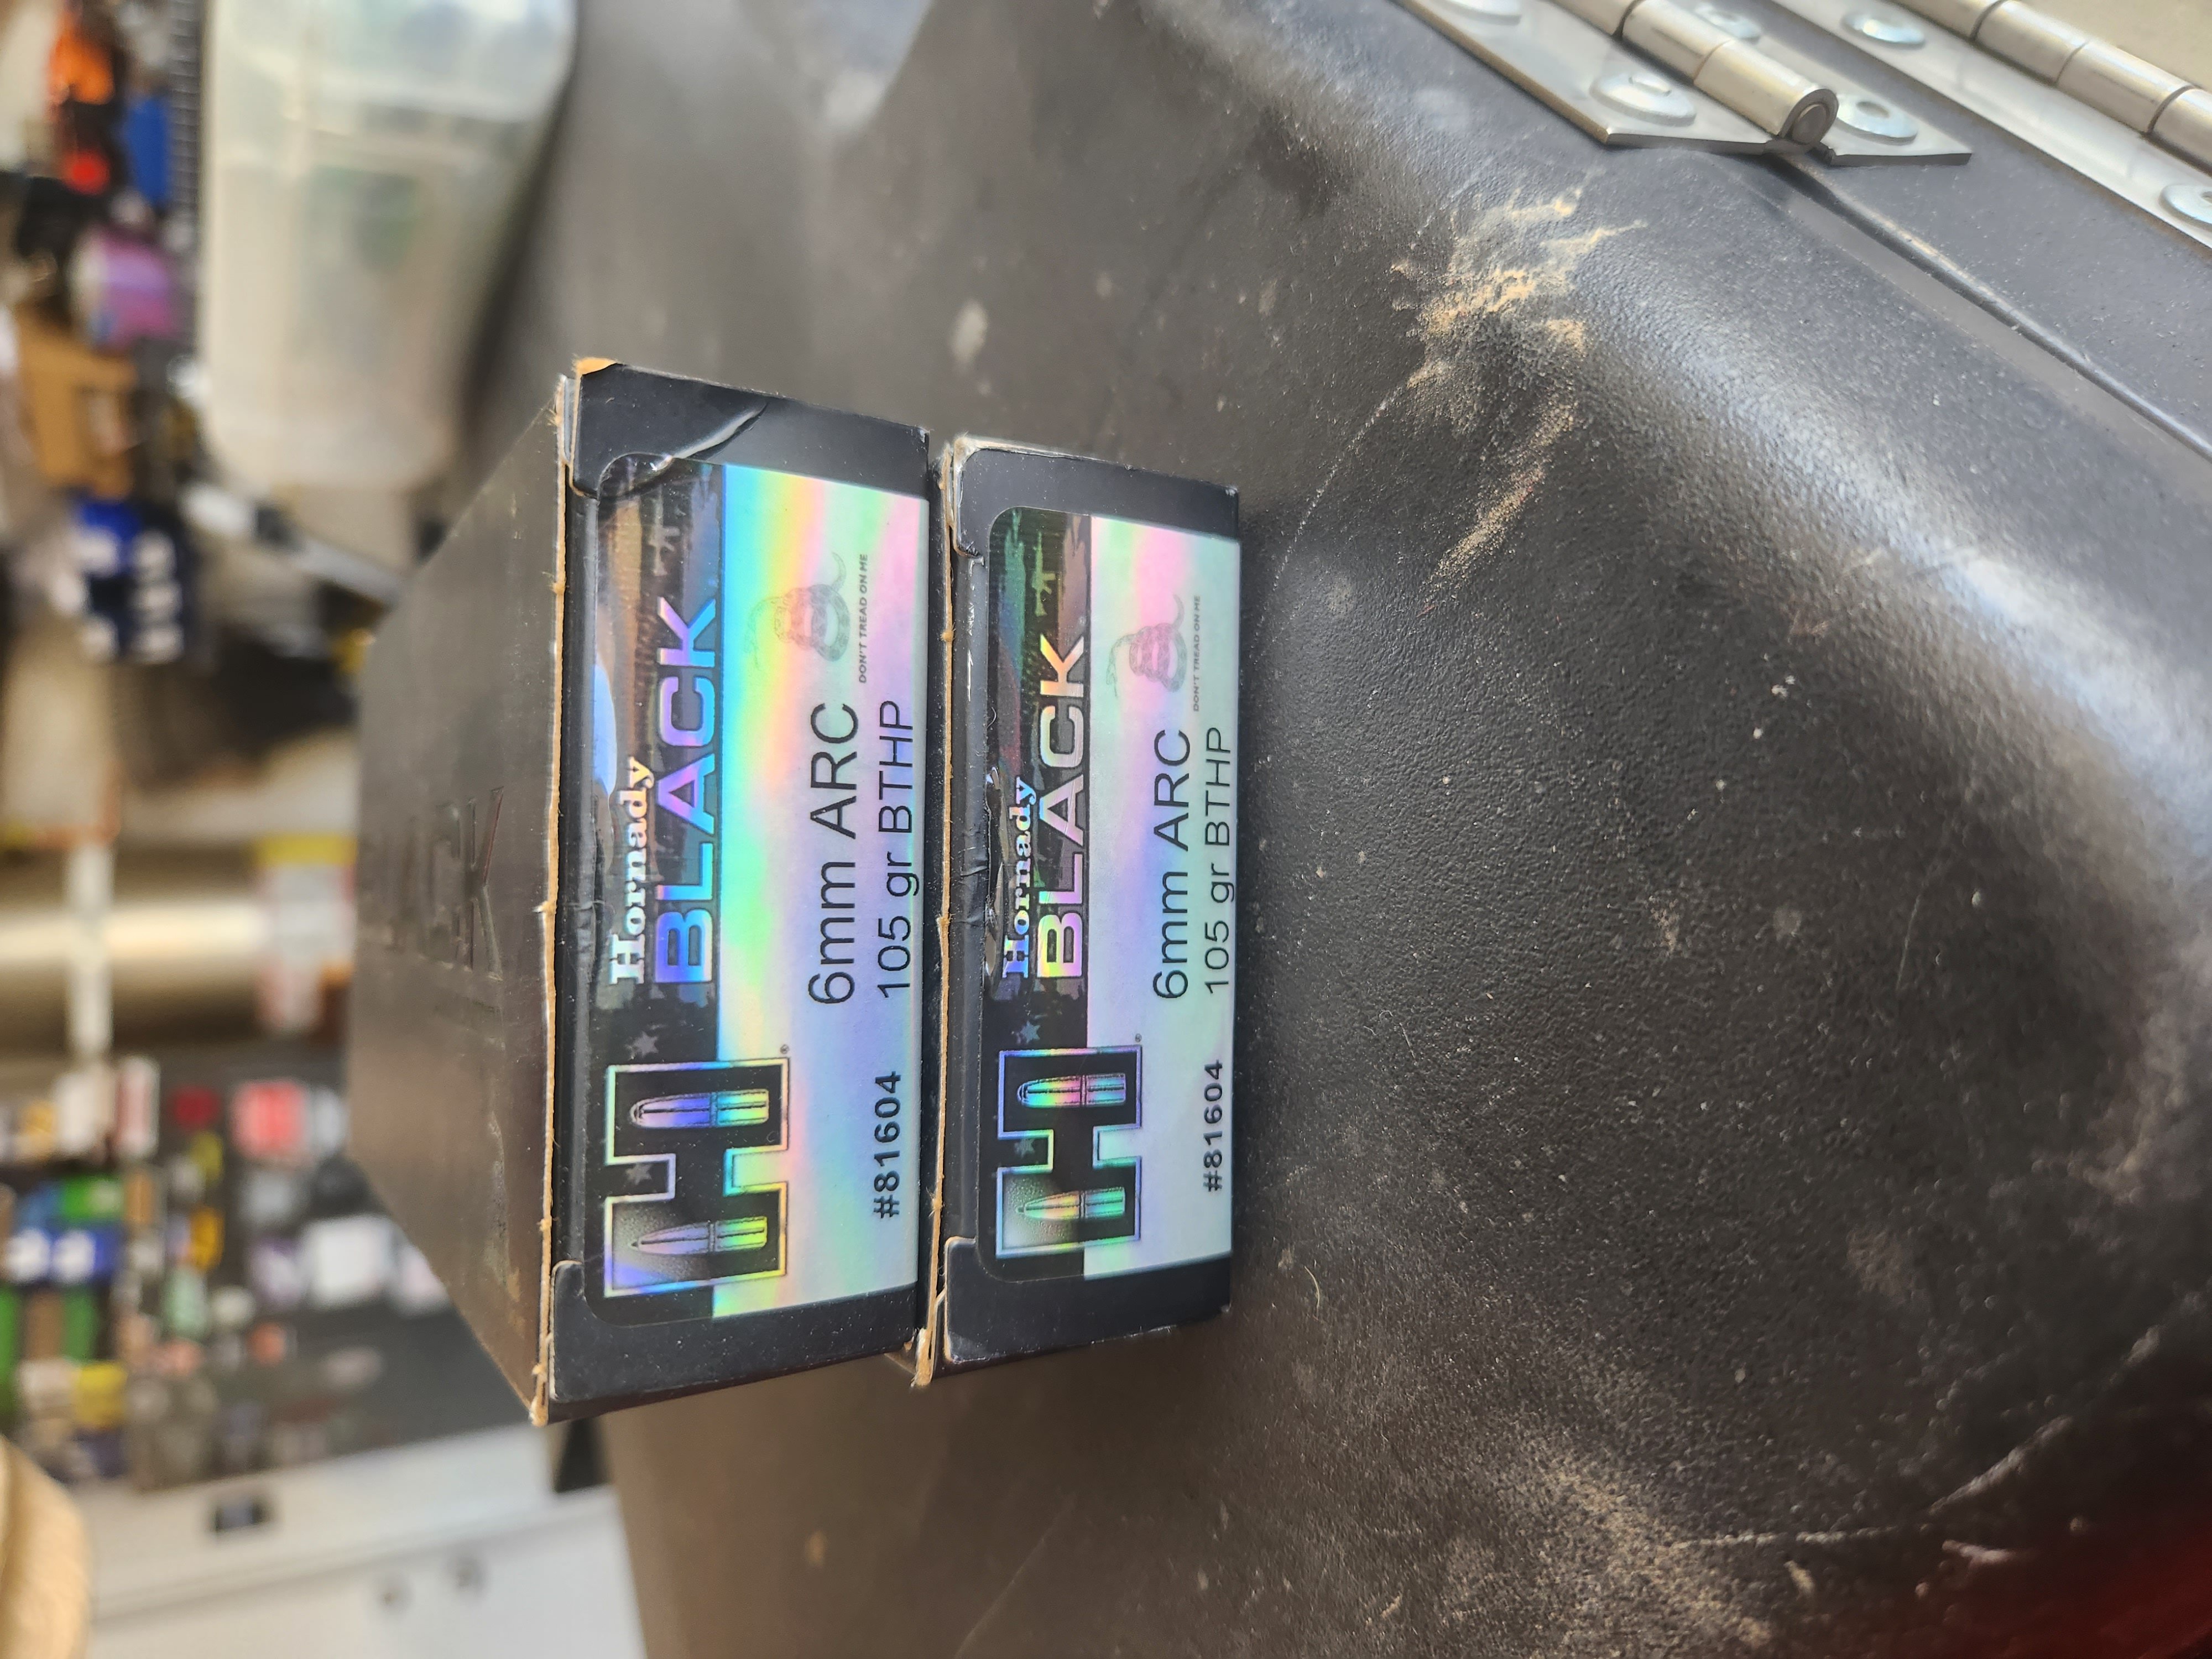 Hornady
BLACK
H®
DON'T TREAD ON ME
6mm ARC
#81604
105 gr BTHP
Hornady
BLACK
H®
DON'T TREAD ON ME
6mm ARC
#81604
105 gr BTHP